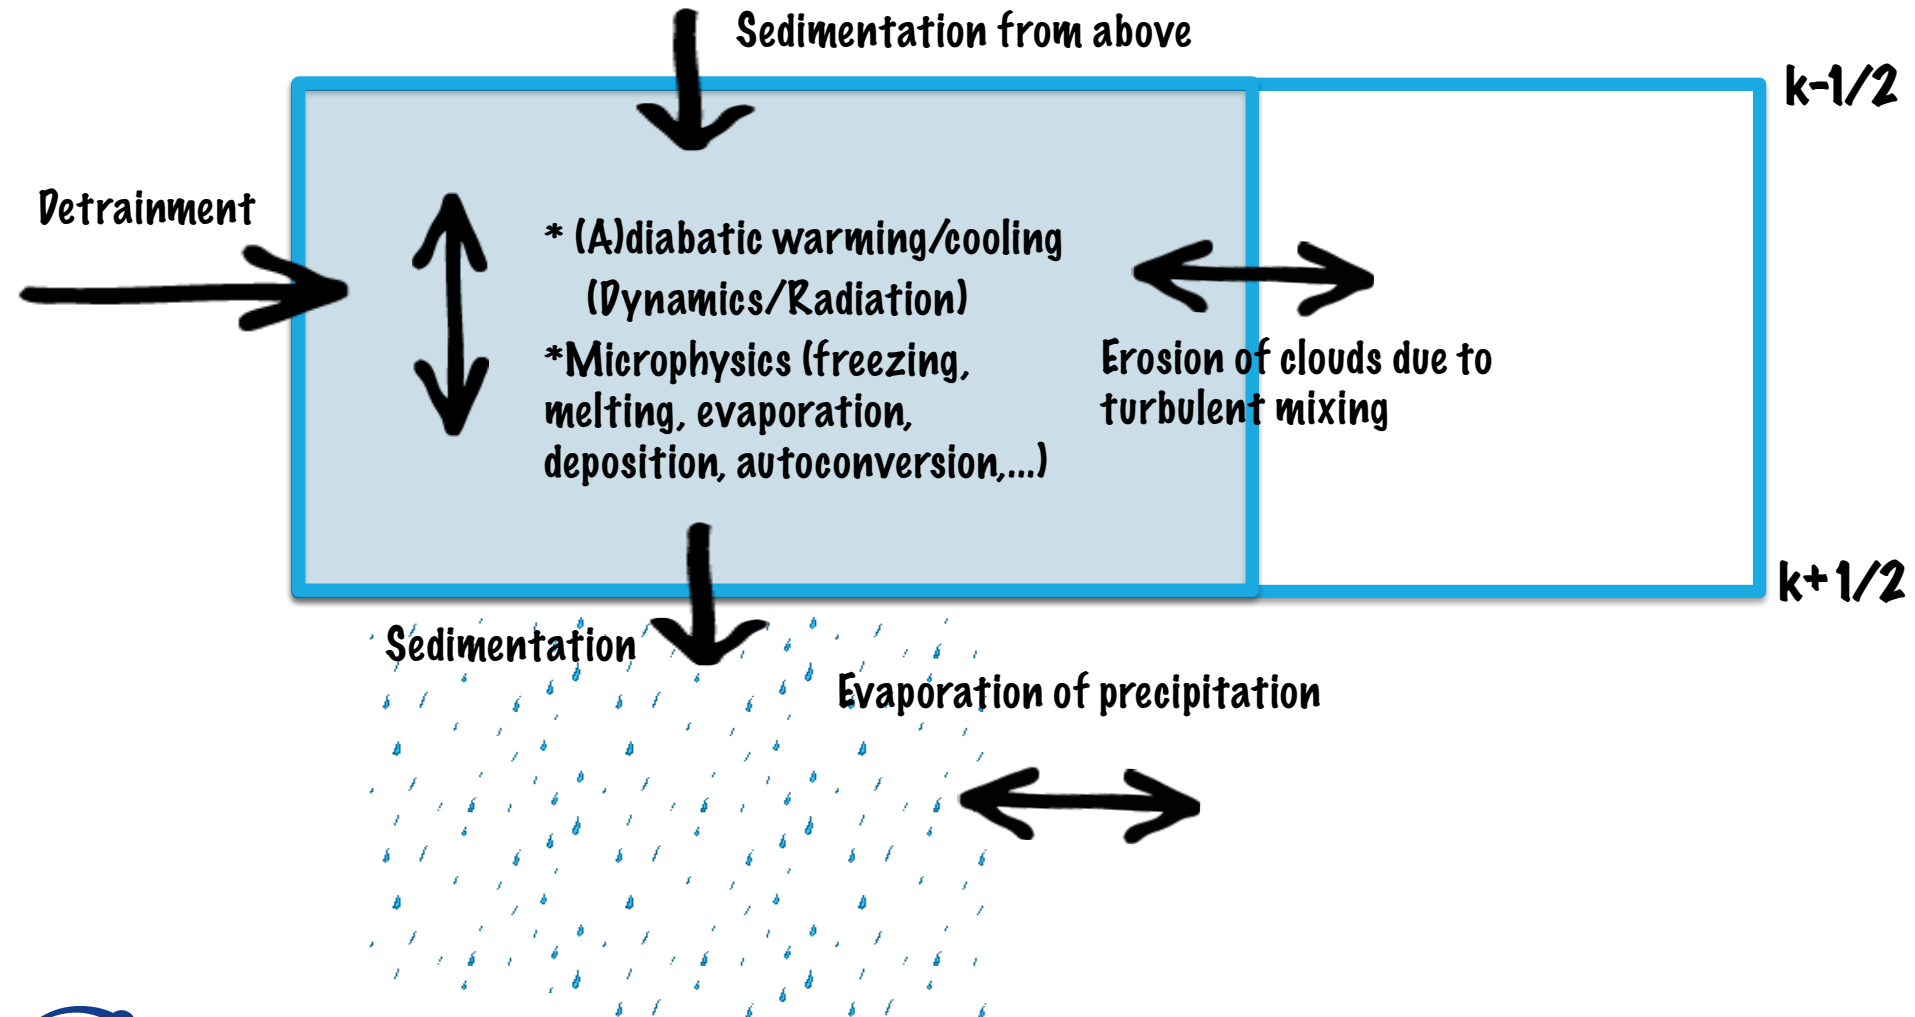 Sedimentation from above
k-1/2
Detrainment
* (A)diabatic warming/cooling
(Dynamics/Radiation)
*Microphysics (freezing,
melting, evaporation,
deposition, autoconversion,...)
Erosion of clouds due to
turbulent mixing
k+1/2
Sedimentation
Evaporation of precipitation